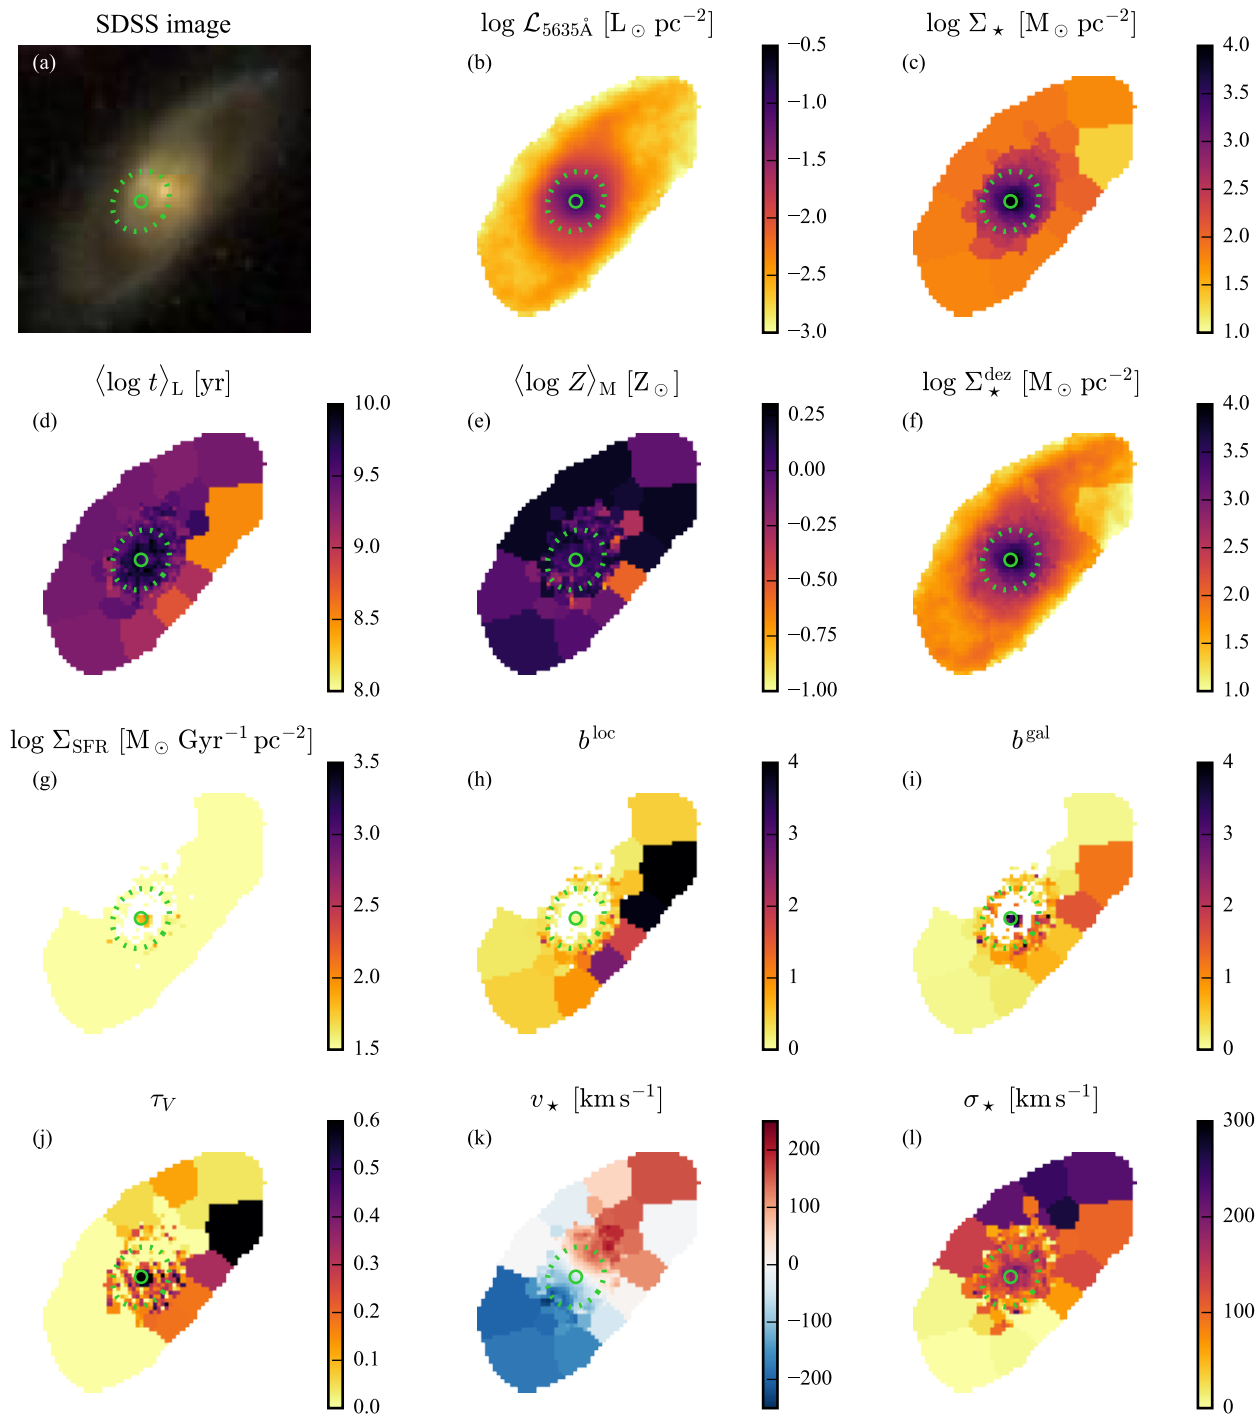 SDSS image
log ℒ₅₆₃₅Å [L⊙ pc⁻²]
log Σ⋆ [M⊙ pc⁻²]
(a)
(b)
−0.5
−1.0
−1.5
−2.0
−2.5
−3.0
(c)
4.0
3.5
3.0
2.5
2.0
1.5
1.0
⟨log t⟩L [yr]
⟨log Z⟩M [Z⊙]
log Σ⋆^dez [M⊙ pc⁻²]
(d)
10.0
9.5
9.0
8.5
8.0
(e)
0.25
0.00
−0.25
−0.50
−0.75
−1.00
(f)
4.0
3.5
3.0
2.5
2.0
1.5
1.0
log ΣSFR [M⊙ Gyr⁻¹ pc⁻²]
b^loc
b^gal
(g)
3.5
3.0
2.5
2.0
1.5
(h)
4
3
2
1
0
(i)
4
3
2
1
0
τV
v⋆ [km s⁻¹]
σ⋆ [km s⁻¹]
(j)
0.6
0.5
0.4
0.3
0.2
0.1
0.0
(k)
200
100
0
−100
−200
(l)
300
200
100
0